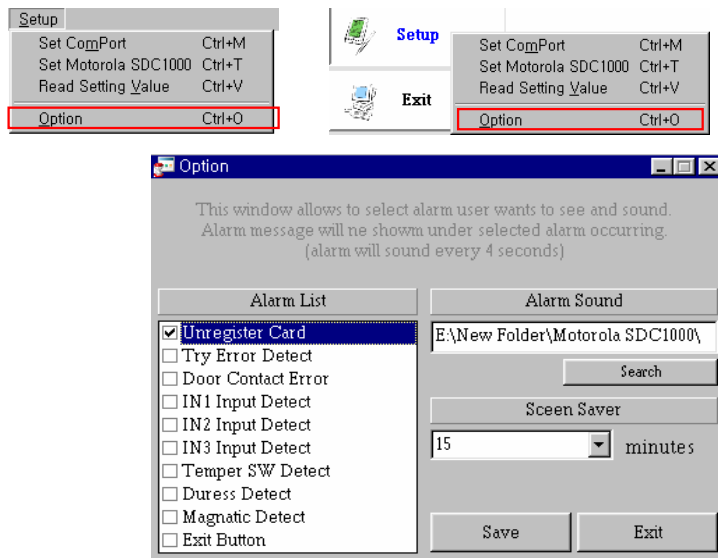 Setup
Set ComPort Ctrl+M
Set Motorola SDC1000 Ctrl+T
Read Setting Value Ctrl+V
Option Ctrl+O
Setup
Exit
Set ComPort Ctrl+M
Set Motorola SDC1000 Ctrl+T
Read Setting Value Ctrl+V
Option Ctrl+O
Option
This window allows to select alarm user wants to see and sound.
Alarm message will ne showm under selected alarm occurring.
(alarm will sound every 4 seconds)
Alarm List
Unregister Card
Try Error Detect
Door Contact Error
IN1 Input Detect
IN2 Input Detect
IN3 Input Detect
Temper SW Detect
Duress Detect
Magnatic Detect
Exit Button
Alarm Sound
E:\New Folder\Motorola SDC1000\
Search
Sceen Saver
15 minutes
Save
Exit